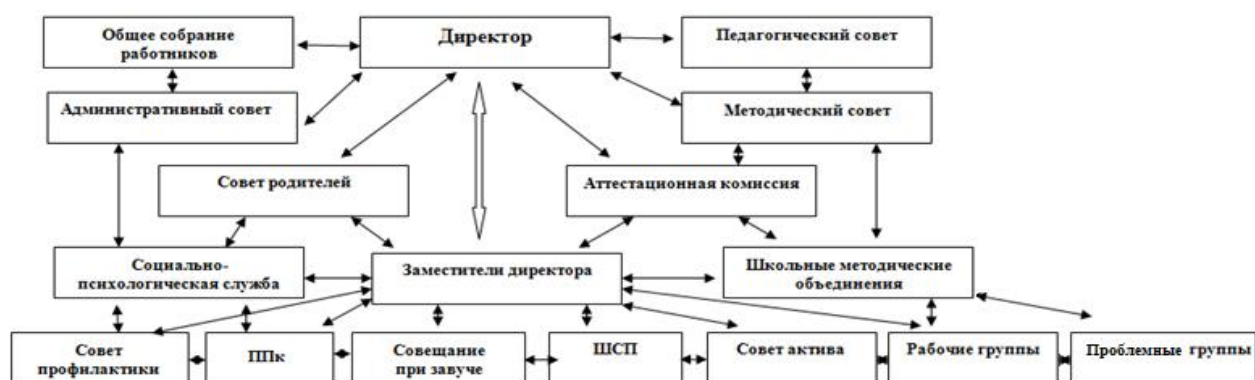 Общее собрание
работников
Директор
Педагогический совет
Административный совет
Методический совет
Совет родителей
Аттестационная комиссия
Социально-
психологическая служба
Заместители директора
Школьные методические
объединения
Совет
профилактики
ППк
Совещание
при завуче
ШСП
Совет актива
Рабочие группы
Проблемные группы